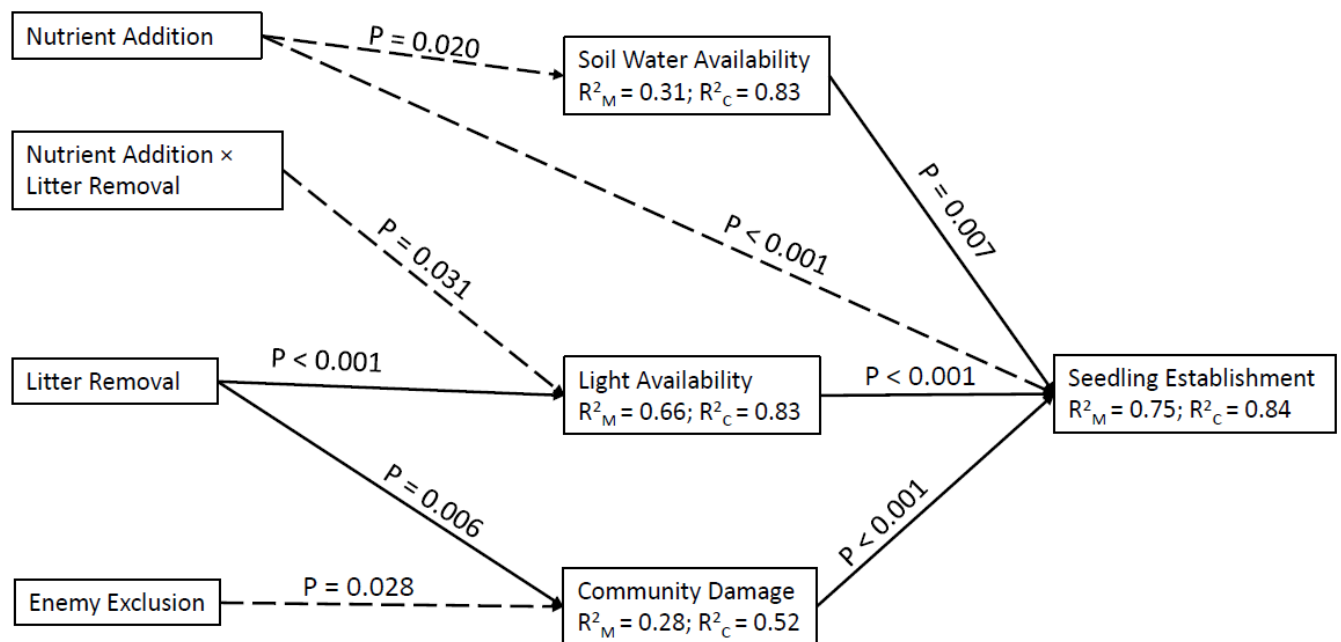 Nutrient Addition
P = 0.020
Soil Water Availability
R²M = 0.31; R²C = 0.83
Nutrient Addition ×
Litter Removal
P = 0.007
P < 0.001
P = 0.031
Litter Removal
P < 0.001
Light Availability
R²M = 0.66; R²C = 0.83
P < 0.001
Seedling Establishment
R²M = 0.75; R²C = 0.84
P = 0.006
P < 0.001
Enemy Exclusion
P = 0.028
Community Damage
R²M = 0.28; R²C = 0.52